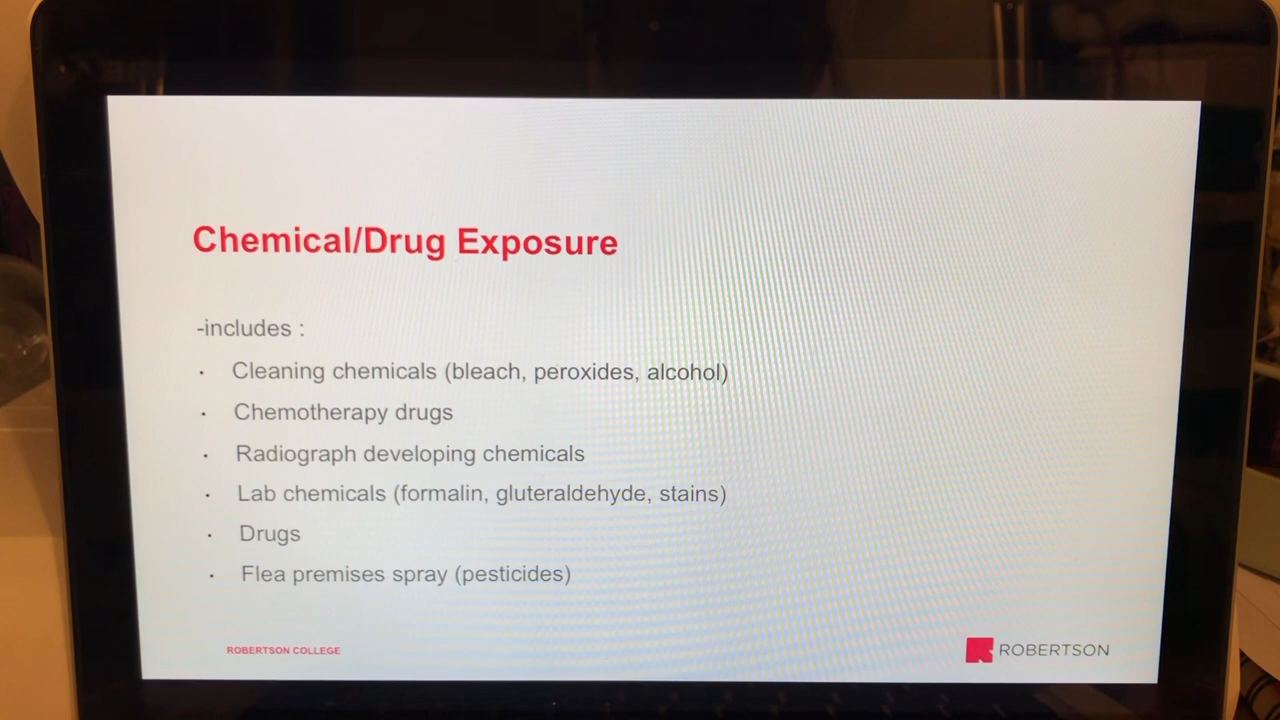 Chemical/Drug Exposure
-includes :
· Cleaning chemicals (bleach, peroxides, alcohol)
· Chemotherapy drugs
· Radiograph developing chemicals
· Lab chemicals (formalin, gluteraldehyde, stains)
· Drugs
· Flea premises spray (pesticides)
ROBERTSON COLLEGE
ROBERTSON